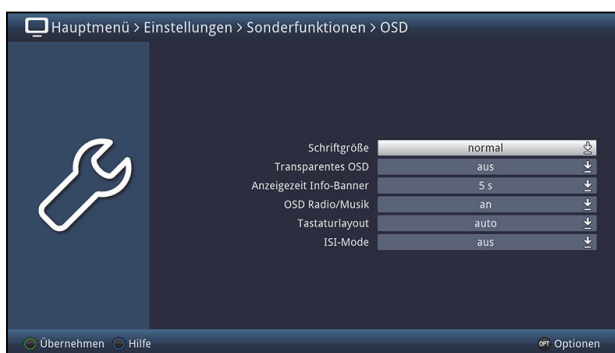 Hauptmenü > Einstellungen > Sonderfunktionen > OSD
Schriftgröße normal
Transparentes OSD aus
Anzeigezeit Info-Banner 5 s
OSD Radio/Musik an
Tastaturlayout auto
ISI-Mode aus
Übernehmen Hilfe OPT Optionen